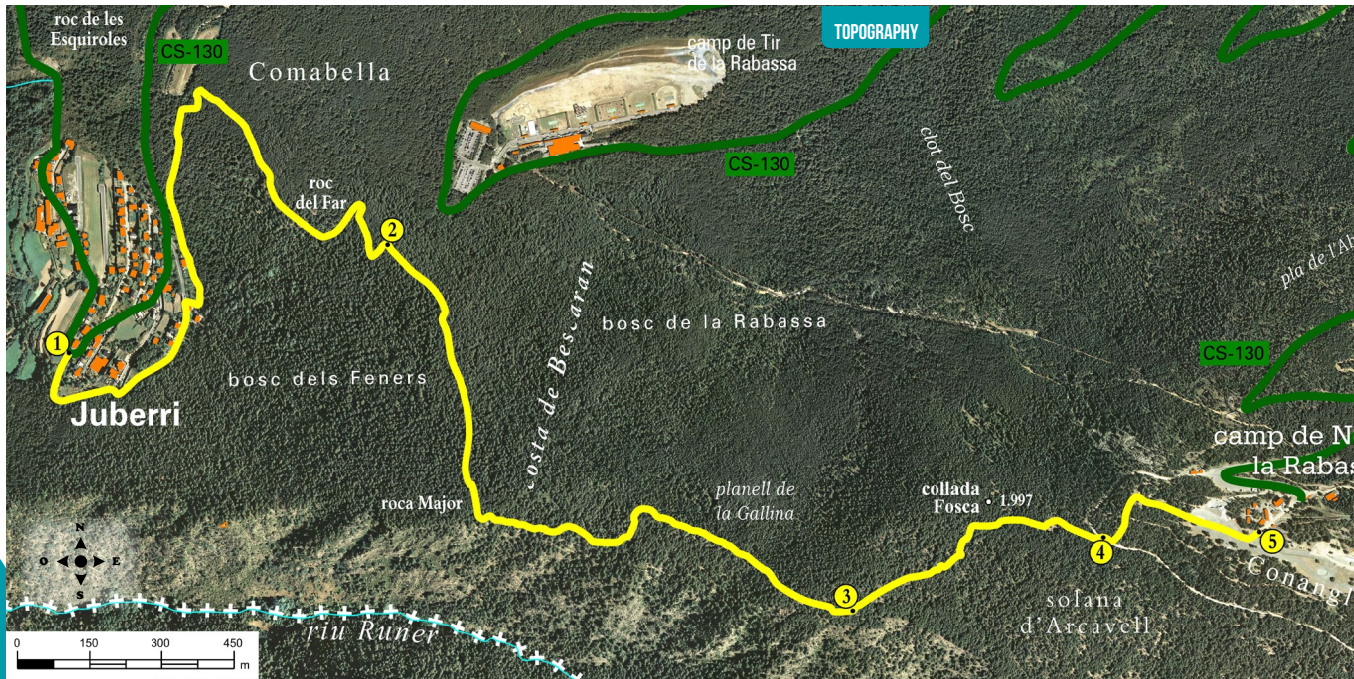 TOPOGRAPHY
roc de les
Esquiroles
CS-130
Comabella
camp de Tir
de la Rabassa
CS-130
clot del Bosc
roc
del Far
2
pla de l'Ab
Costa de Bescaran
bosc de la Rabassa
1
CS-130
bosc dels Feners
Juberri
camp de N
la Rabas
roca Major
planell de
la Gallina
collada
Fosca
1.997
N
O E
S
4
5
Conangl
3
solana
d'Arcavell
riu Runer
0 150 300 450
m